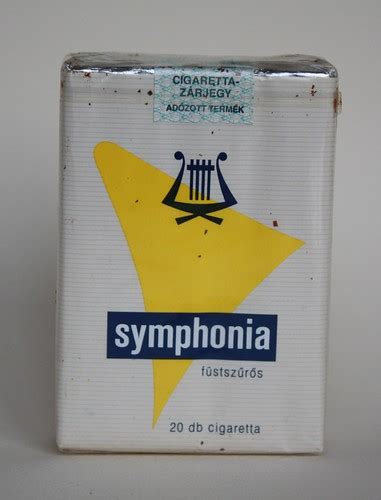 CIGARETTA-
ZÁRJEGY
ADÓZOTT TERMÉK
symphonia
füstszűrős
20 db cigaretta